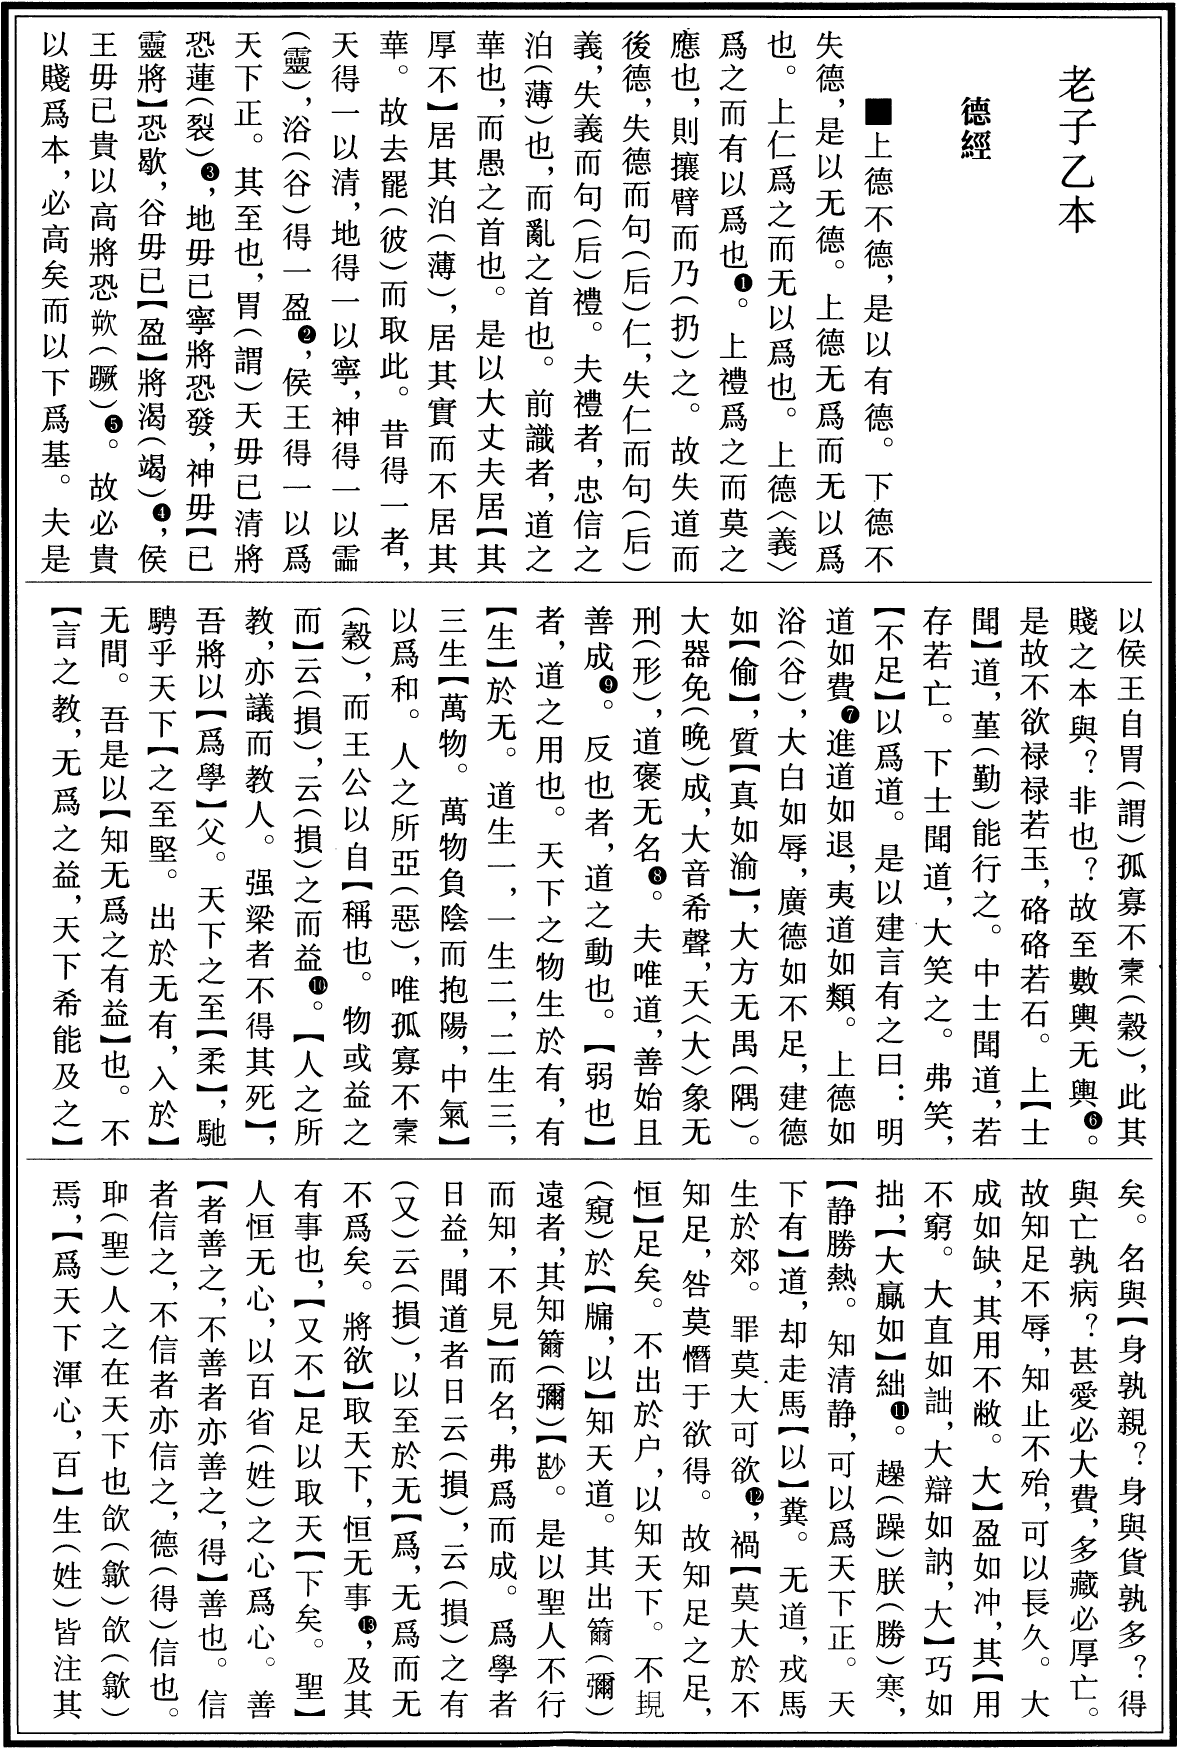 老子乙本
德經
■上德不德，是以有德。下德不
失德，是以无德。上德无爲而无以爲
也。上仁爲之而无以爲也。上德〈義〉
爲之而有以爲也❶。上禮爲之而莫之
應也，則攘臂而乃（扔）之。故失道而
後德，失德而句（后）仁，失仁而句（后）
義，失義而句（后）禮。夫禮者，忠信之
泊（薄）也，而亂之首也。前識者，道之
華也，而愚之首也。是以大丈夫居【其
厚不】居其泊（薄），居其實而不居其
華。故去罷（彼）而取此。昔得一者，
天得一以清，地得一以寧，神得一以霝
（靈），浴（谷）得一盈❷，侯王得一以爲
天下正。其至也，胃（謂）天毋已清將
恐蓮（裂）❸，地毋已寧將恐發，神毋【已
靈將】恐歇，谷毋已【盈】將渴（竭）❹，侯
王毋已貴以高將恐欮（蹶）❺。故必貴
以賤爲本，必高矣而以下爲基。夫是
以侯王自胃（謂）孤寡不橐（穀），此其
賤之本與？非也？故至數輿无輿❻。
是故不欲禄禄若玉，硌硌若石。上【士
聞】道，堇（勤）能行之。中士聞道，若
存若亡。下士聞道，大笑之。弗笑，
【不足】以爲道。是以建言有之曰：明
道如費❼進道如退，夷道如類。上德如
浴（谷），大白如辱，廣德如不足，建德
如【偷】，質【真如渝】，大方无禺（隅）。
大器免（晚）成，大音希聲，天〈大〉象无
刑（形），道褒无名❽。夫唯道，善始且
善成❾。反也者，道之動也。【弱也】
者，道之用也。天下之物生於有，有
【生】於无。道生一，一生二，二生三，
三生【萬物。萬物負陰而抱陽，中氣】
以爲和。人之所亞（惡），唯孤寡不橐
（穀），而王公以自【稱也。物或益之
而】云（損），云（損）之而益❿。【人之所
教，亦議而教人。强梁者不得其死】，
吾將以【爲學】父。天下之至【柔】，馳
騁乎天下【之至堅。出於无有，入於】
无間。吾是以【知无爲之有益】也。不
【言之教，无爲之益，天下希能及之】
矣。名與【身孰親？身與貨孰多？得
與亡孰病？甚愛必大費，多藏必厚亡。
故知足不辱，知止不殆，可以長久。大
成如缺，其用不敝。大】盈如冲，其【用
不窮。大直如詘，大辯如訥，大】巧如
拙，【大贏如】絀⓫。趮（躁）朕（勝）寒，
【静勝熱。知清静，可以爲天下正。天
下有】道，却走馬【以】糞。无道，戎馬
生於郊。罪莫大可欲⓬，禍【莫大於不
知足，咎莫憯于欲得。故知足之足，
恒】足矣。不出於户，以知天下。不規
（窺）於【牖，以】知天道。其出籋（彌）
遠者，其知籋（彌）【尟。是以聖人不行
而知，不見】而名，弗爲而成。爲學者
日益，聞道者日云（損），云（損）之有
（又）云（損），以至於无【爲，无爲而无
不爲矣。將欲】取天下，恒无事⓭，及其
有事也，【又不】足以取天【下矣。聖】
人恒无心，以百省（姓）之心爲心。善
【者善之，不善者亦善之，得】善也。信
者信之，不信者亦信之，德（得）信也。
𦔻（聖）人之在天下也欱（歙）欱（歙）
焉，【爲天下渾心，百】生（姓）皆注其